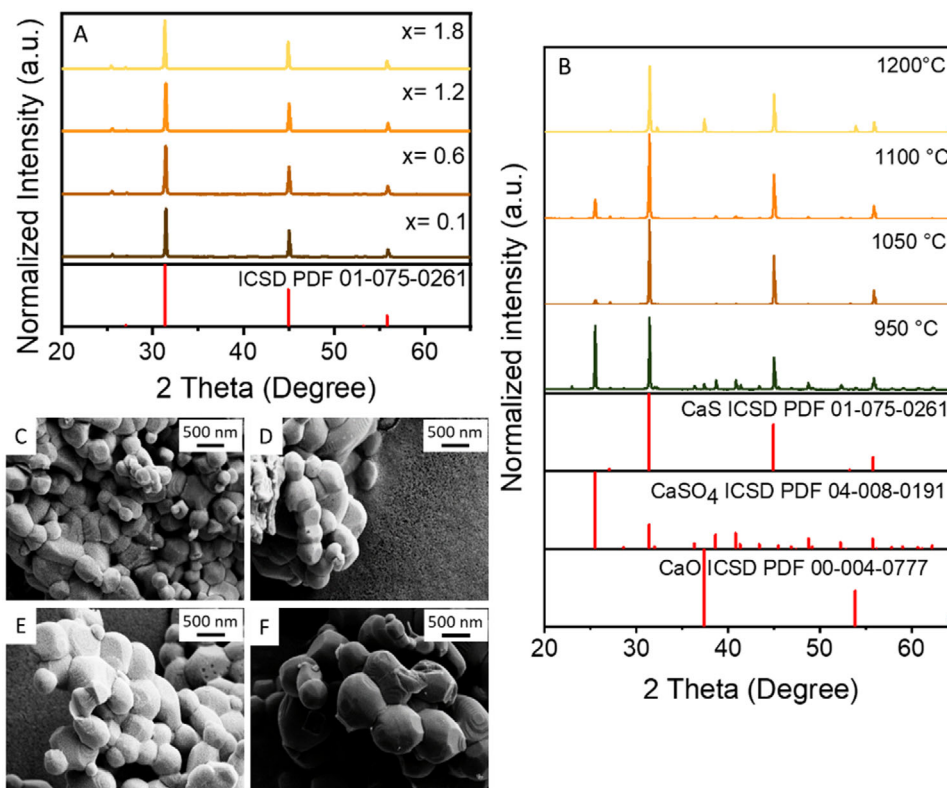 A
x= 1.8
x= 1.2
x= 0.6
x= 0.1
ICSD PDF 01-075-0261
Normalized Intensity (a.u.)
20 30 40 50 60
2 Theta (Degree)
B
1200°C
1100 °C
1050 °C
950 °C
CaS ICSD PDF 01-075-0261
CaSO4 ICSD PDF 04-008-0191
CaO ICSD PDF 00-004-0777
Normalized intensity (a.u.)
20 30 40 50 60
2 Theta (Degree)
C
500 nm
D
500 nm
E
500 nm
F
500 nm